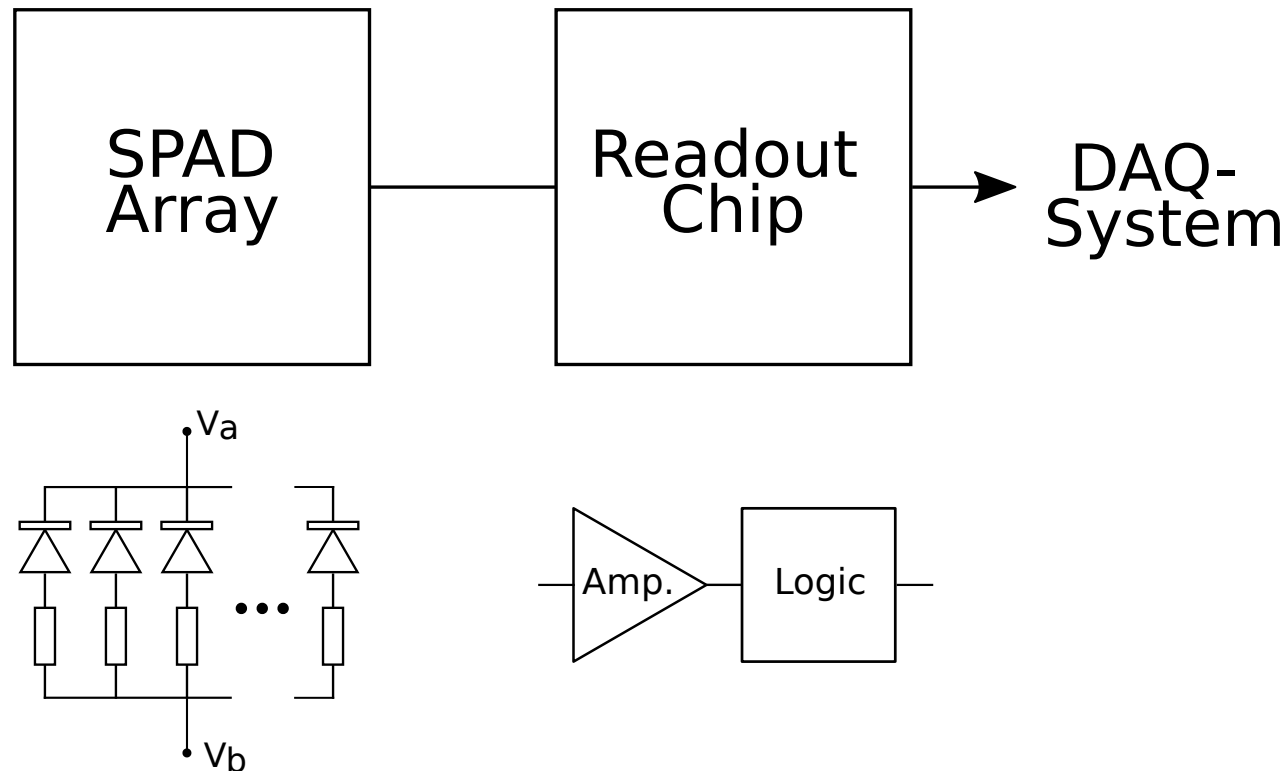 SPAD
Array
Readout
Chip
DAQ-
System
Va
Amp.
Logic
Vb